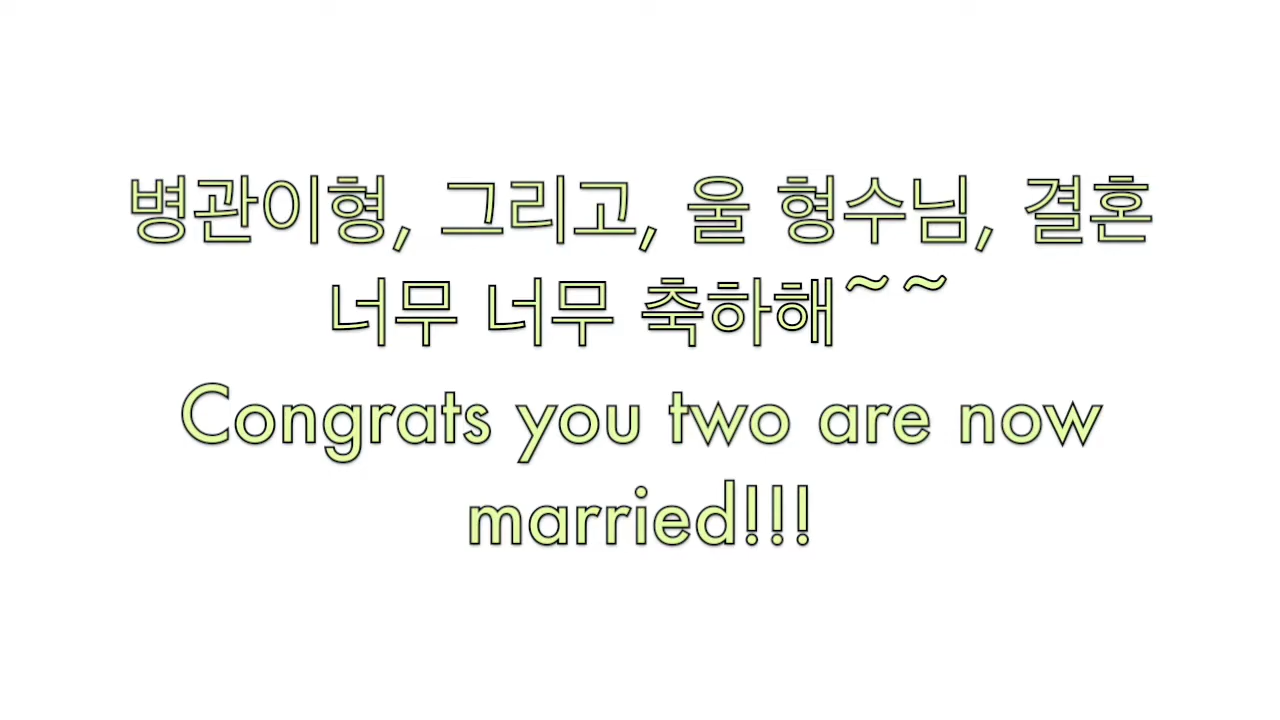 병관이형, 그리고, 울 형수님, 결혼
너무 너무 축하해~~
Congrats you two are now
married!!!